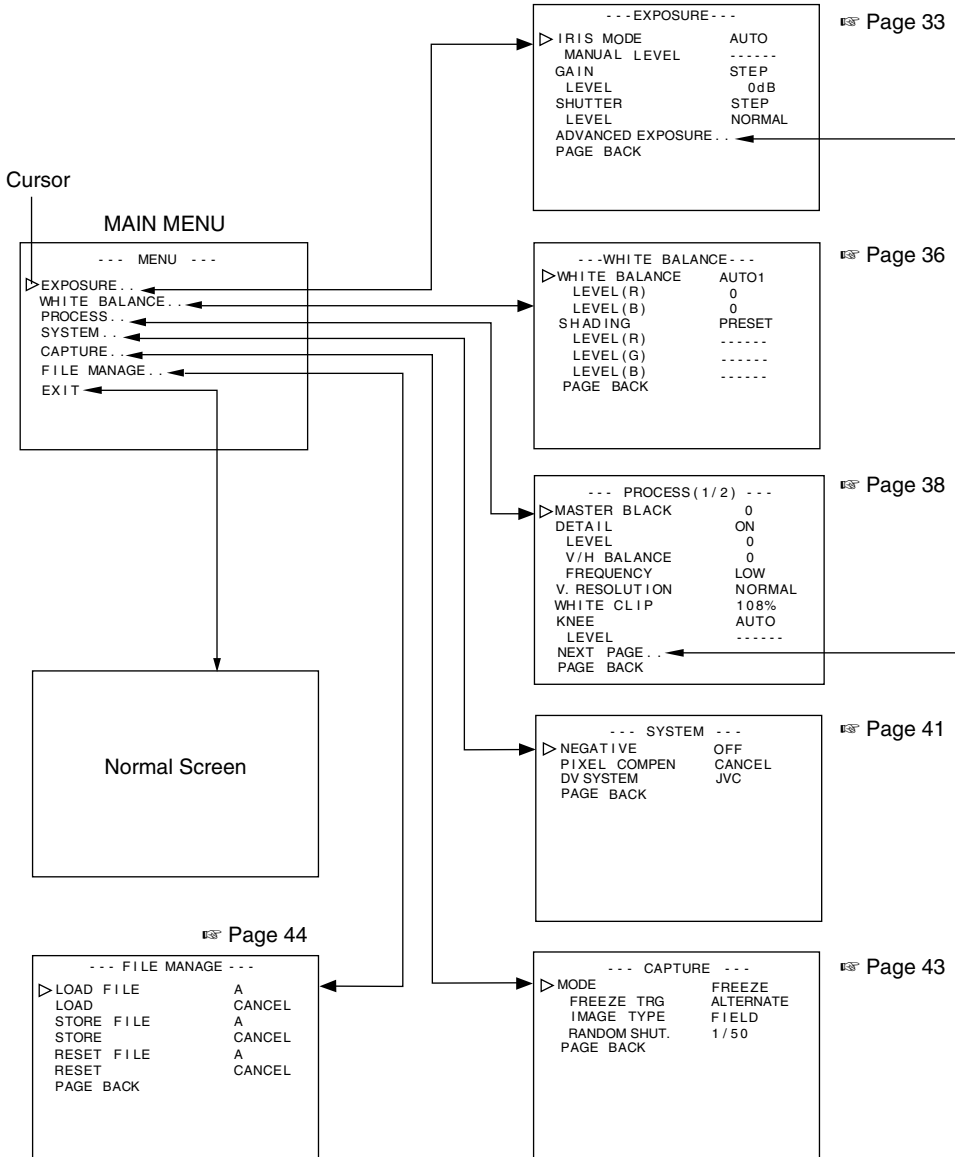 Cursor
MAIN MENU
--- MENU ---
EXPOSURE..
WHITE BALANCE..
PROCESS..
SYSTEM..
CAPTURE..
FILE MANAGE..
EXIT
Normal Screen
☞ Page 44
--- FILE MANAGE ---
LOAD FILE A
LOAD CANCEL
STORE FILE A
STORE CANCEL
RESET FILE A
RESET CANCEL
PAGE BACK
---EXPOSURE---
☞ Page 33
IRIS MODE AUTO
MANUAL LEVEL ------
GAIN STEP
LEVEL 0dB
SHUTTER STEP
LEVEL NORMAL
ADVANCED EXPOSURE..
PAGE BACK
---WHITE BALANCE---
☞ Page 36
WHITE BALANCE AUTO1
LEVEL(R) 0
LEVEL(B) 0
SHADING PRESET
LEVEL(R) ------
LEVEL(G) ------
LEVEL(B) ------
PAGE BACK
--- PROCESS(1/2) ---
☞ Page 38
MASTER BLACK 0
DETAIL ON
LEVEL 0
V/H BALANCE 0
FREQUENCY LOW
V. RESOLUTION NORMAL
WHITE CLIP 108%
KNEE AUTO
LEVEL ------
NEXT PAGE..
PAGE BACK
--- SYSTEM ---
☞ Page 41
NEGATIVE OFF
PIXEL COMPEN CANCEL
DV SYSTEM JVC
PAGE BACK
--- CAPTURE ---
☞ Page 43
MODE FREEZE
FREEZE TRG ALTERNATE
IMAGE TYPE FIELD
RANDOM SHUT. 1/50
PAGE BACK